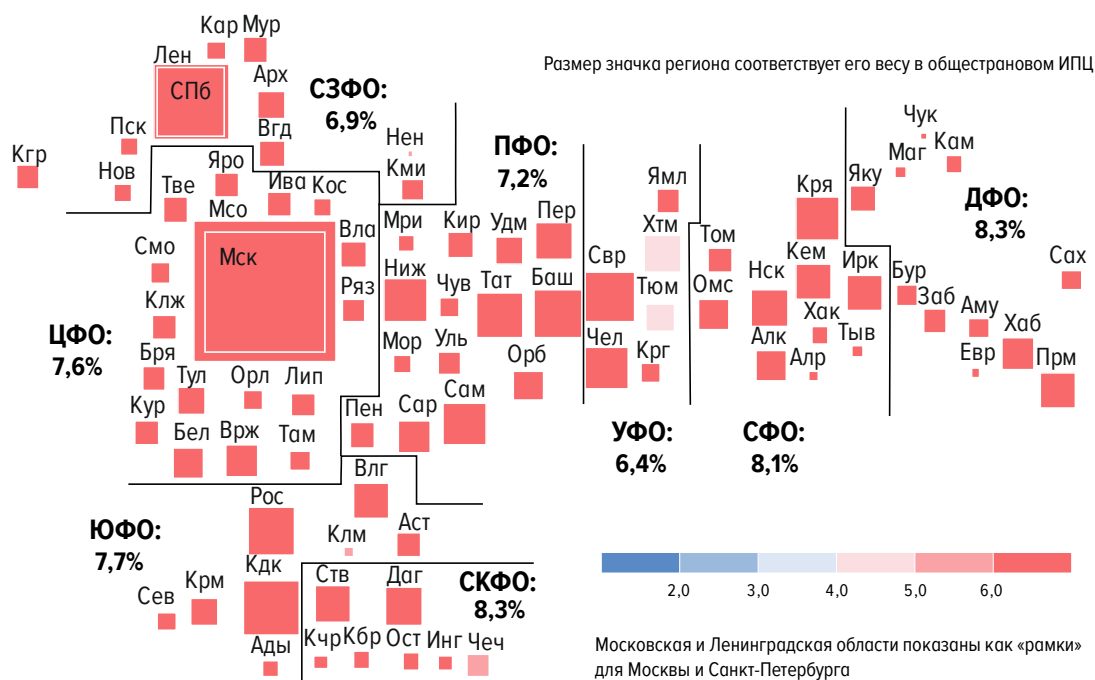 Кар
Мур
Лен
СПб
Арх
СЗФО:
6,9%
Размер значка региона соответствует его весу в общестрановом ИПЦ
Пск
Вгд
Нен
Кгр
Нов
Кми
ПФО:
7,2%
Чук
Маг
Кам
Яро
Тве
Ива
Кос
Мсо
Мск
Вла
Ряз
Смо
Клж
ЦФО:
7,6%
Бря
Тул
Орл
Лип
Кур
Бел
Врж
Там
Мри
Кир
Удм
Пер
Ниж
Чув
Тат
Баш
Мор
Уль
Орб
Пен
Сар
Сам
Ямл
Хтм
Свр
Тюм
Чел
Крг
УФО:
6,4%
Том
Омс
Нск
Кря
Кем
Ирк
Хак
Алк
Алр
Тыв
СФО:
8,1%
Яку
ДФО:
8,3%
Сах
Бур
Заб
Аму
Хаб
Евр
Прм
Влг
Рос
Аст
Клм
ЮФО:
7,7%
Кдк
Сев
Крм
Ады
Ств
Даг
СКФО:
8,3%
Кчр
Кбр
Ост
Инг
Чеч
2,0
3,0
4,0
5,0
6,0
Московская и Ленинградская области показаны как «рамки»
для Москвы и Санкт-Петербурга